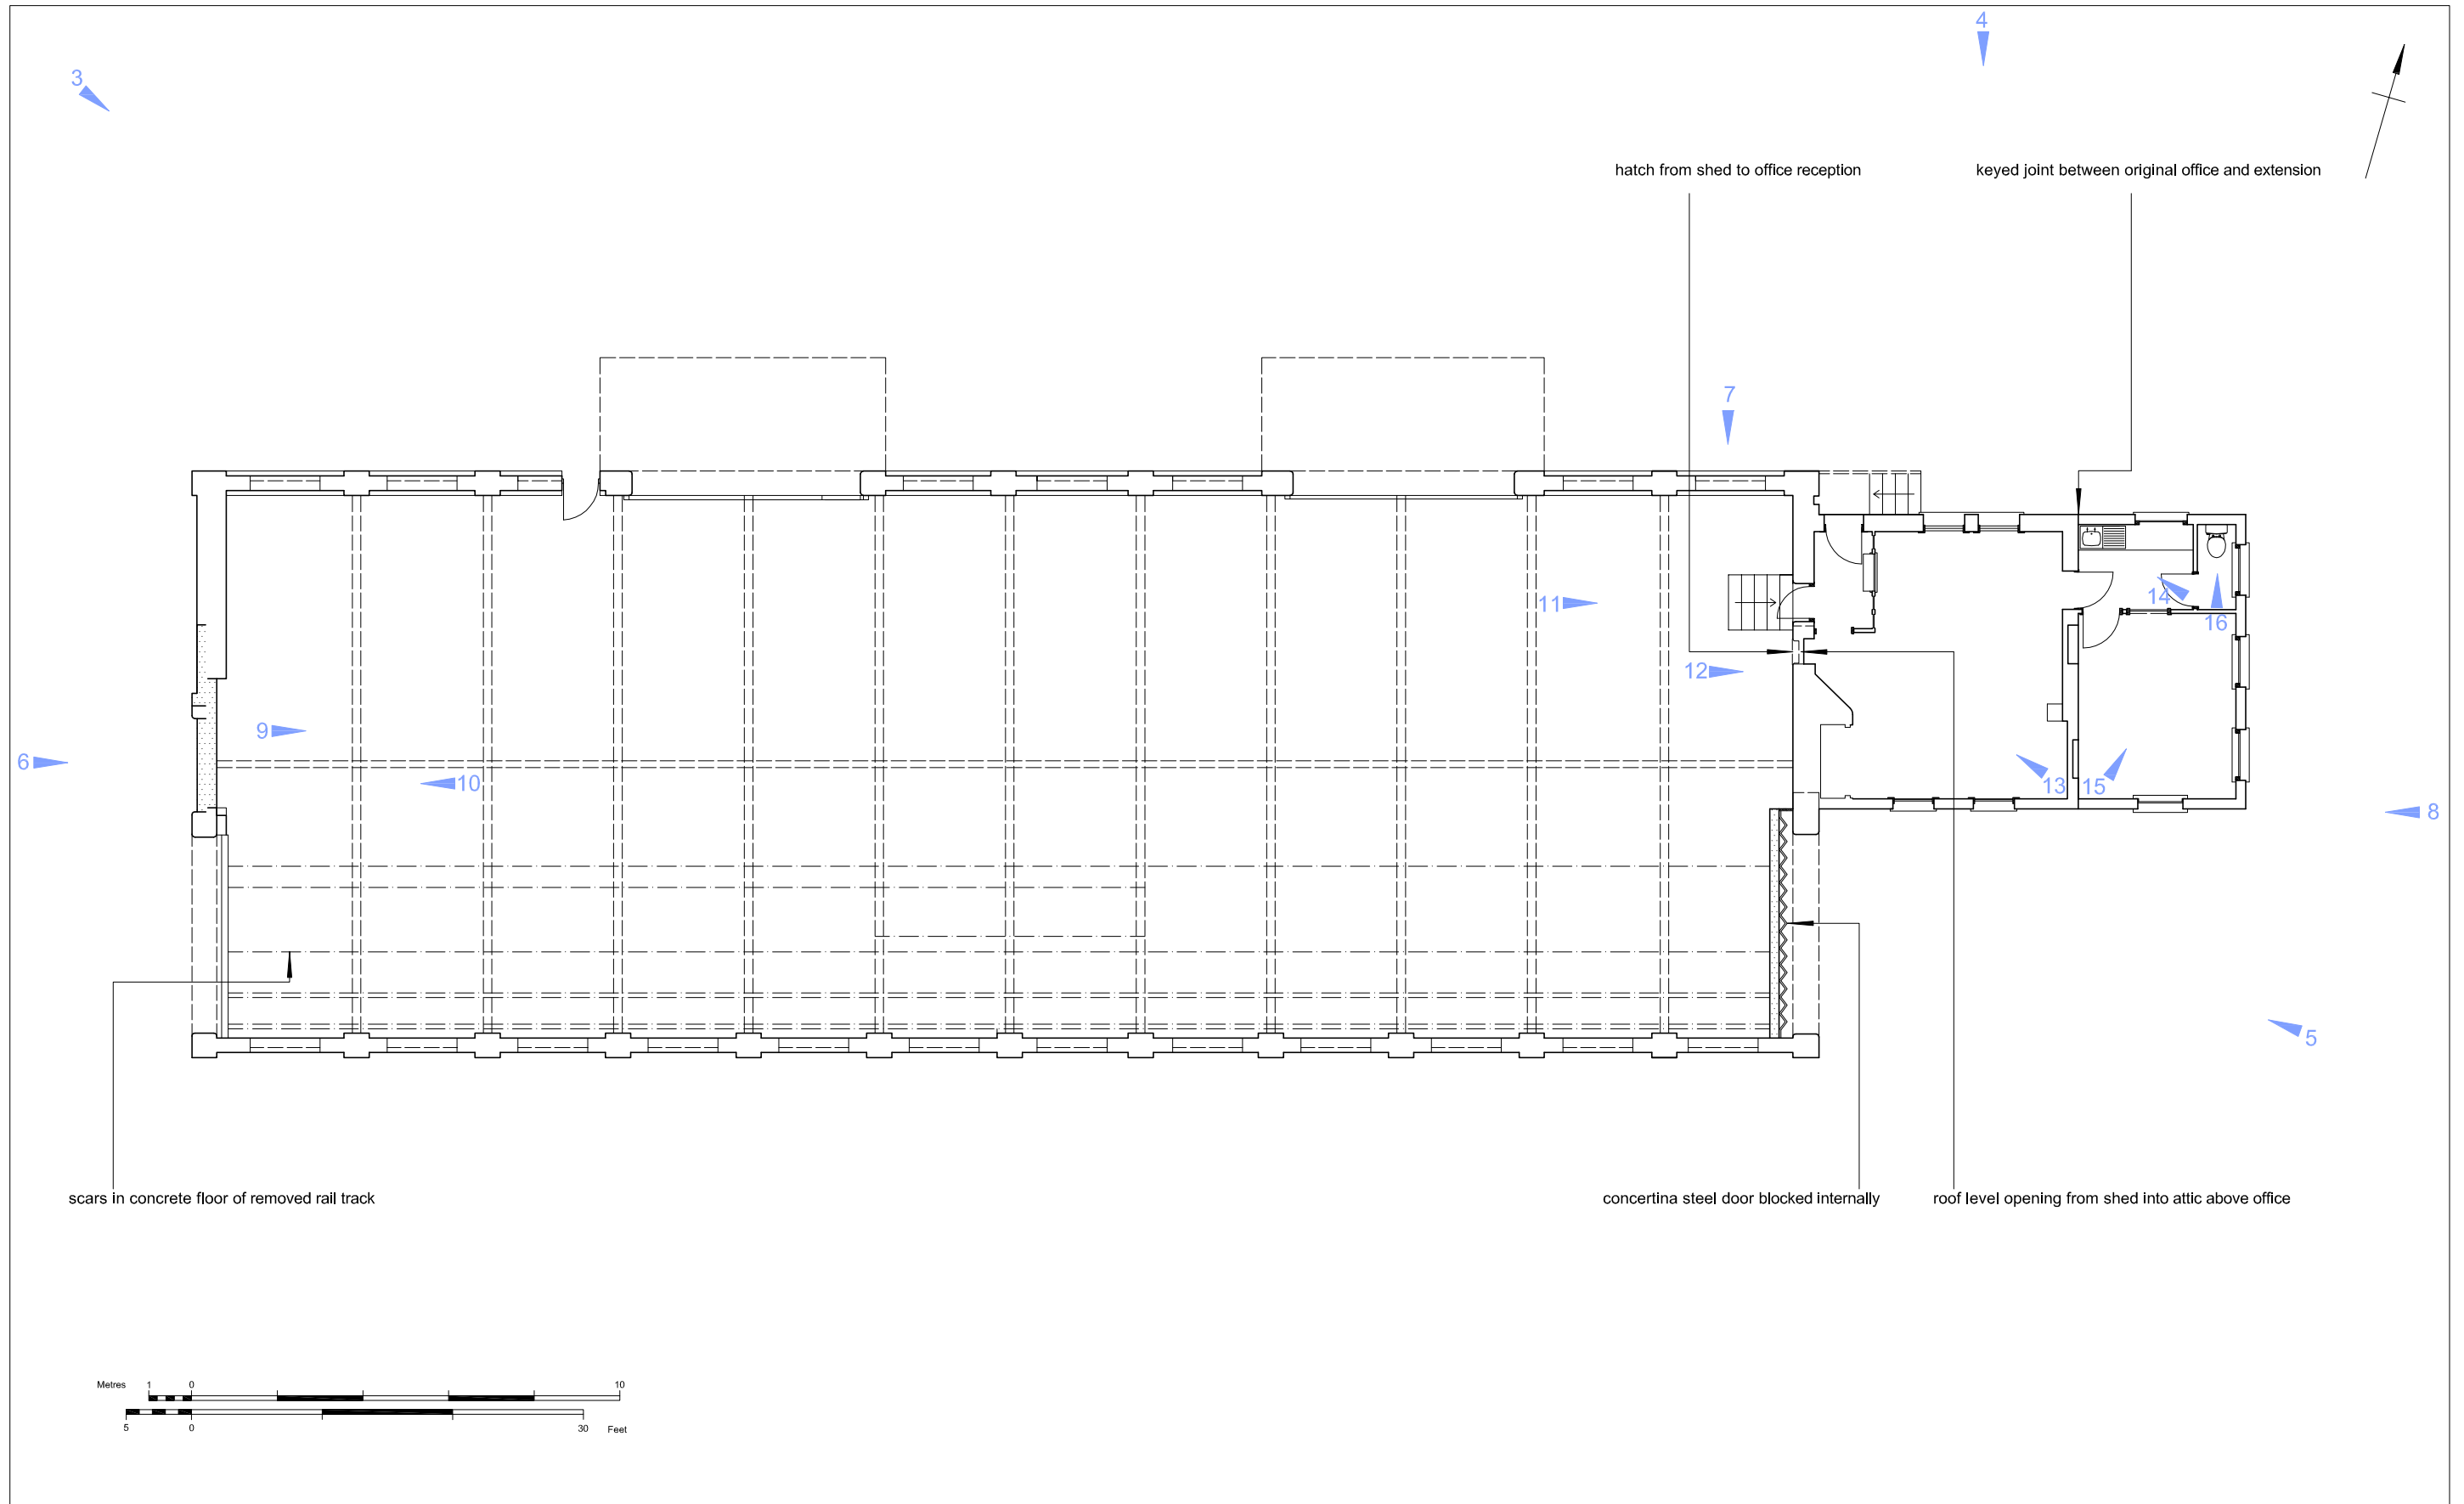 4
3
hatch from shed to office reception
keyed joint between original office and extension
7
11
14
16
12
9
6
10
13
15
8
5
scars in concrete floor of removed rail track
concertina steel door blocked internally
roof level opening from shed into attic above office
Metres 1 0 10
5 0 30 Feet